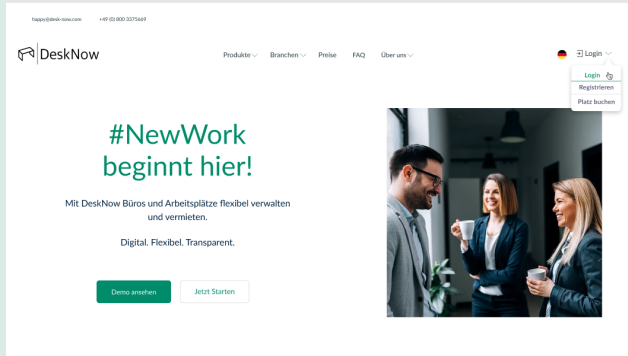 happy@desk-now.com +49 (0) 800 3375669
DeskNow Produkte Branchen Preise FAQ Über uns Login
Login
Registrieren
Platz buchen
#NewWork
beginnt hier!
Mit DeskNow Büros und Arbeitsplätze flexibel verwalten
und vermieten.
Digital. Flexibel. Transparent.
Demo ansehen Jetzt Starten